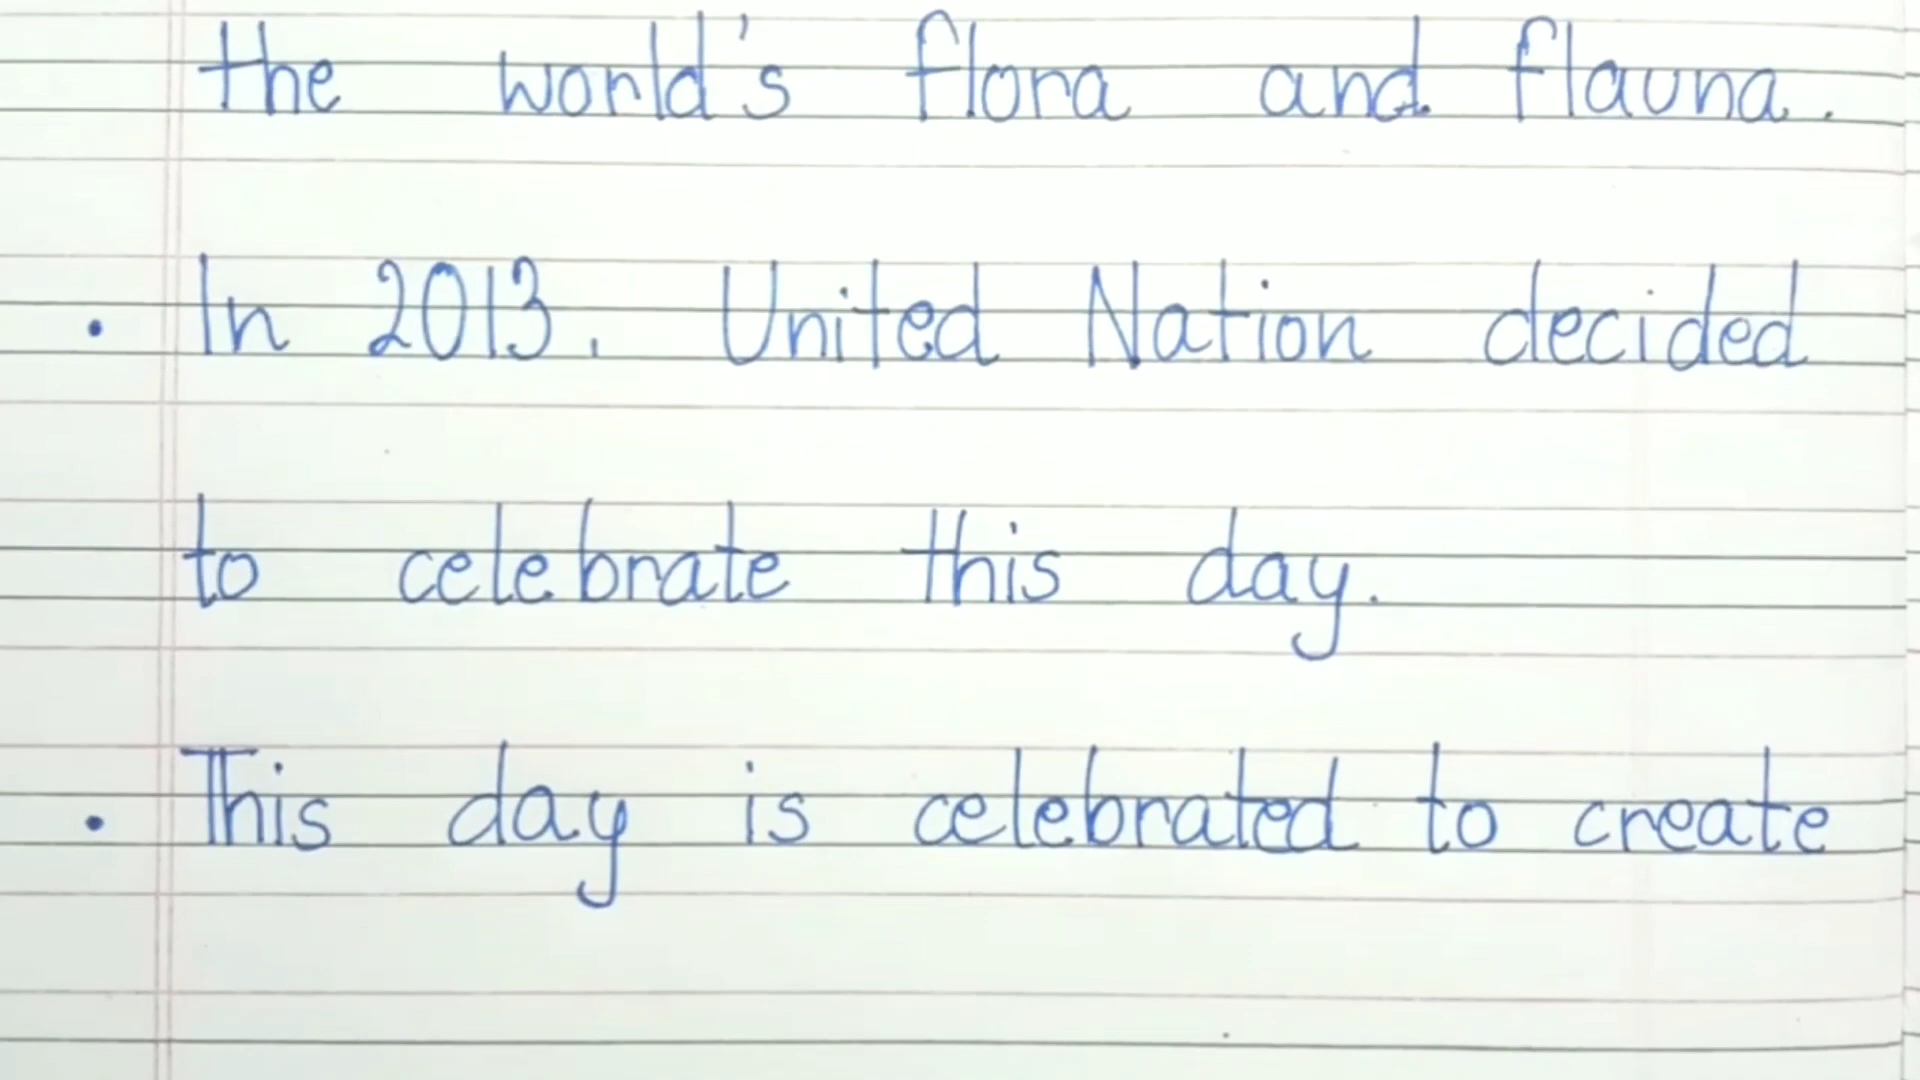 the world's flora and flauna.
• In 2013, United Nation decided
to celebrate this day.
• This day is celebrated to create